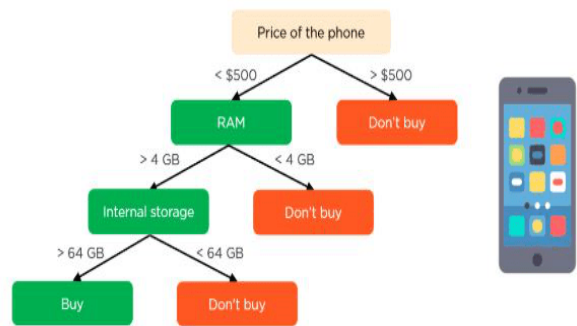 Price of the phone
< $500
> $500
RAM
Don't buy
> 4 GB
< 4 GB
Internal storage
Don't buy
> 64 GB
< 64 GB
Buy
Don't buy